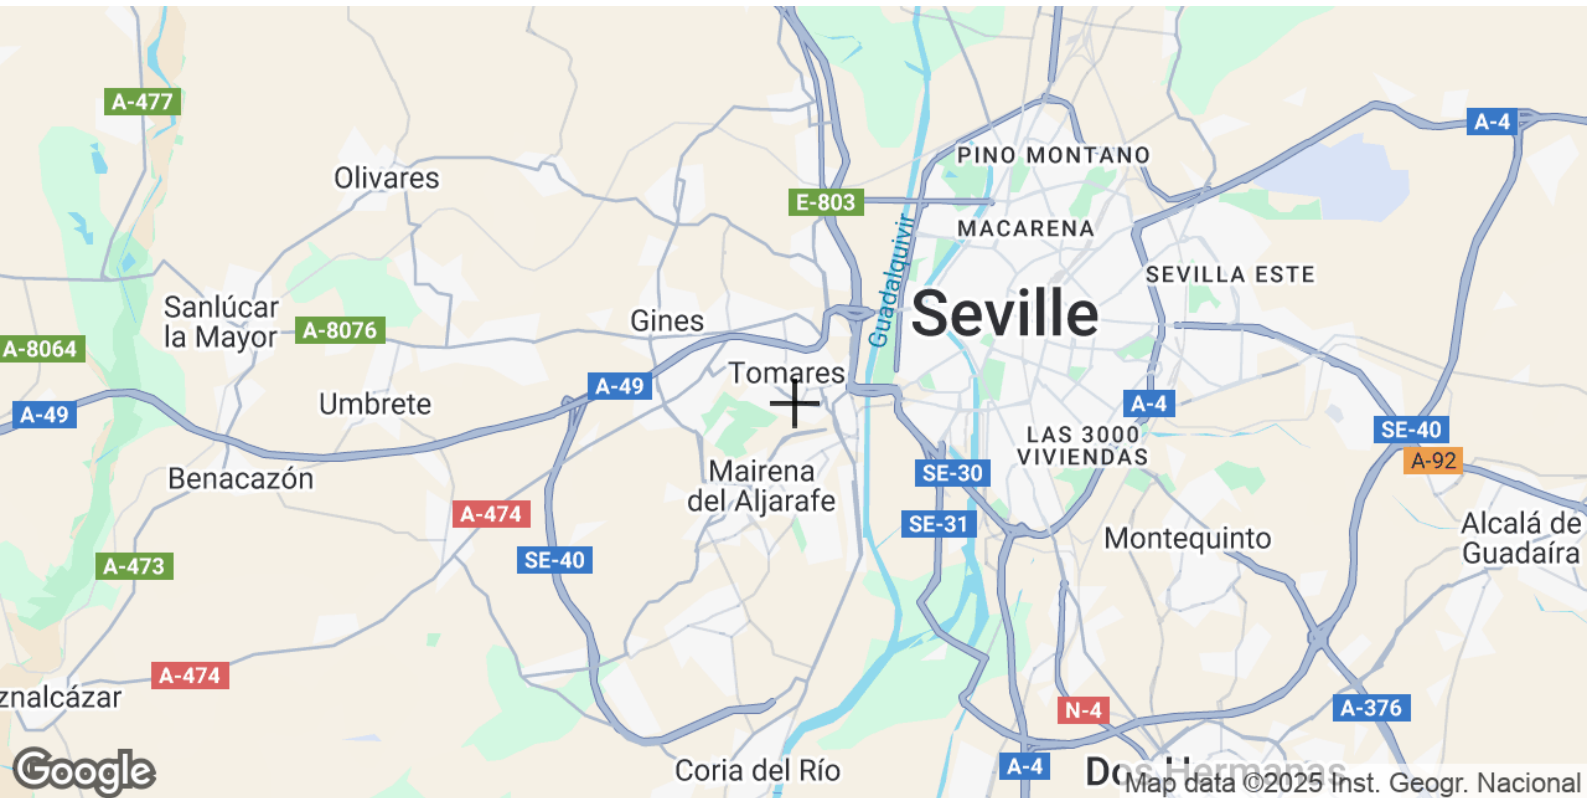 A-477
A-4
PINO MONTANO
Olivares
E-803
MACARENA
Guadalquivir
SEVILLA ESTE
Sanlúcar
la Mayor
Gines
Seville
A-8076
A-8064
Tomares
A-49
A-49
Umbrete
A-4
SE-40
LAS 3000
VIVIENDAS
A-92
Benacazón
Mairena
del Aljarafe
SE-30
A-474
SE-31
Alcalá de
Guadaíra
Montequinto
A-473
SE-40
A-474
znalcázar
N-4
A-376
Google
Coria del Río
A-4
Dos Hermanas
Map data ©2025 Inst. Geogr. Nacional